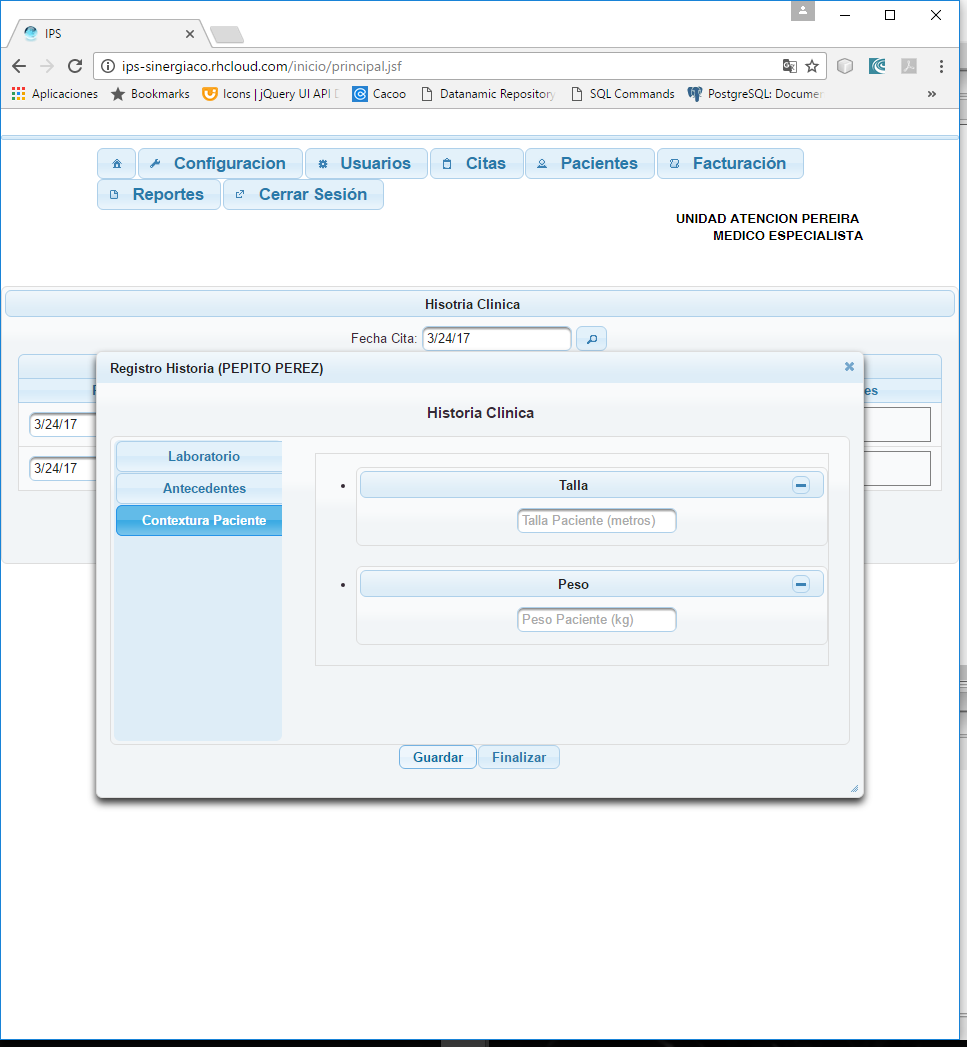 IPS
ips-sinergiaco.rhcloud.com/inicio/principal.jsf
Aplicaciones Bookmarks Icons | jQuery UI API Cacoo Datanamic Repository SQL Commands PostgreSQL: Documen
Configuracion Usuarios Citas Pacientes Facturación
Reportes Cerrar Sesión
UNIDAD ATENCION PEREIRA
MEDICO ESPECIALISTA
Hisotria Clinica
Fecha Cita: 3/24/17
Registro Historia (PEPITO PEREZ)
es
3/24/17
3/24/17
Historia Clinica
Laboratorio
Antecedentes
Contextura Paciente
Talla
Talla Paciente (metros)
Peso
Peso Paciente (kg)
Guardar Finalizar